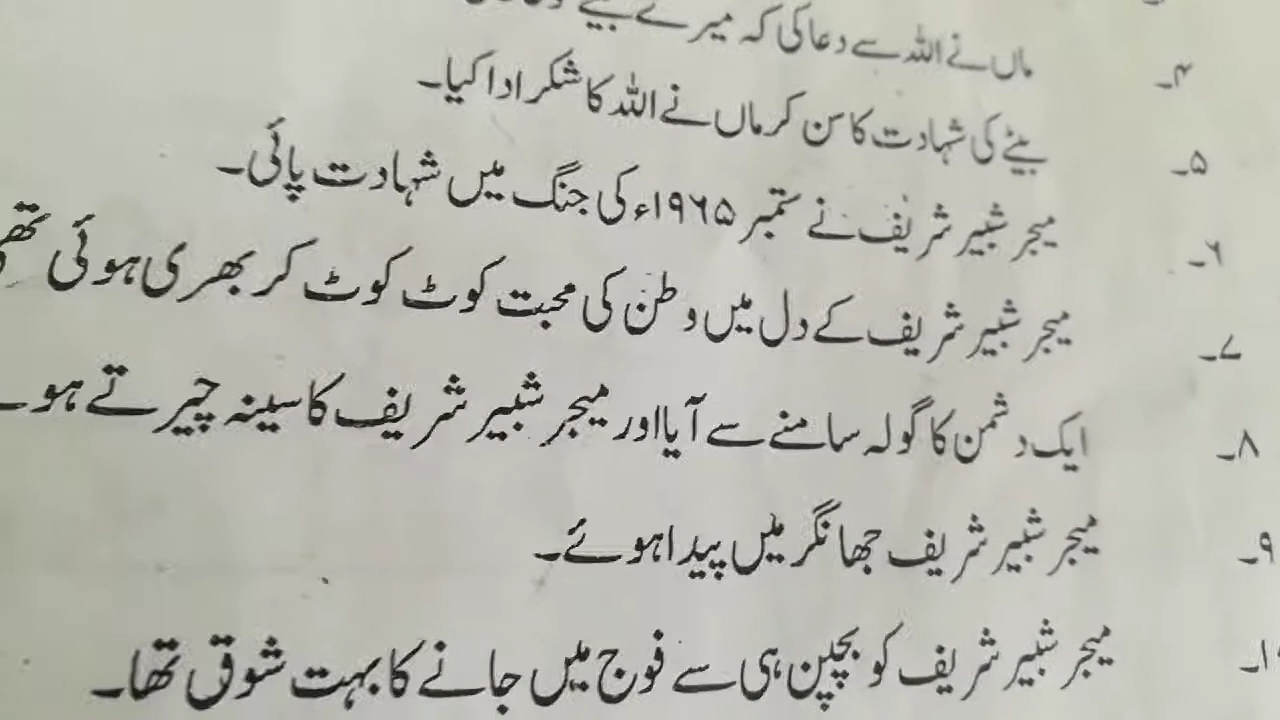 ۴۔ ماں نے اللہ سے دعا کی کہ میرے بیٹے
۵۔ بیٹے کی شہادت کا سن کر ماں نے اللہ کا شکر ادا کیا۔
۶۔ میجر شبیر شریف نے ستمبر ۱۹۶۵ء کی جنگ میں شہادت پائی۔
۷۔ میجر شبیر شریف کے دل میں وطن کی محبت کوٹ کوٹ کر بھری ہوئی تھی
۸۔ ایک دشمن کا گولہ سامنے سے آیا اور میجر شبیر شریف کا سینہ چیرتے ہو
۹۔ میجر شبیر شریف جھانگر میں پیدا ہوئے۔
۱۰۔ میجر شبیر شریف کو بچپن ہی سے فوج میں جانے کا بہت شوق تھا۔